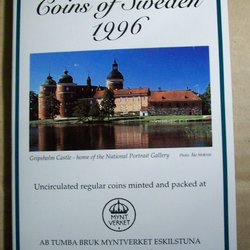 Coins of Sweden
1996
Gripsholm Castle - home of the National Portrait Gallery
Uncirculated regular coins minted and packed at
MYNT
VERKET
AB TUMBA BRUK MYNTVERKET ESKILSTUNA